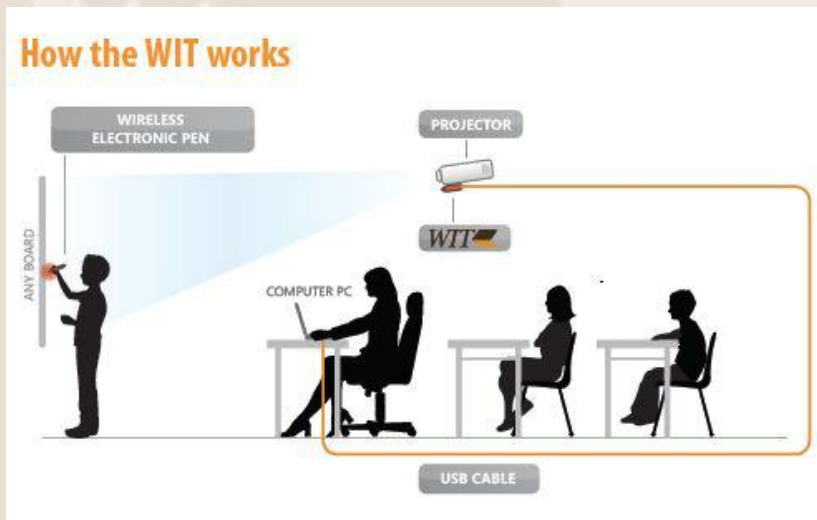 How the WIT works
WIRELESS
ELECTRONIC PEN
PROJECTOR
WIT
ANY BOARD
COMPUTER PC
USB CABLE